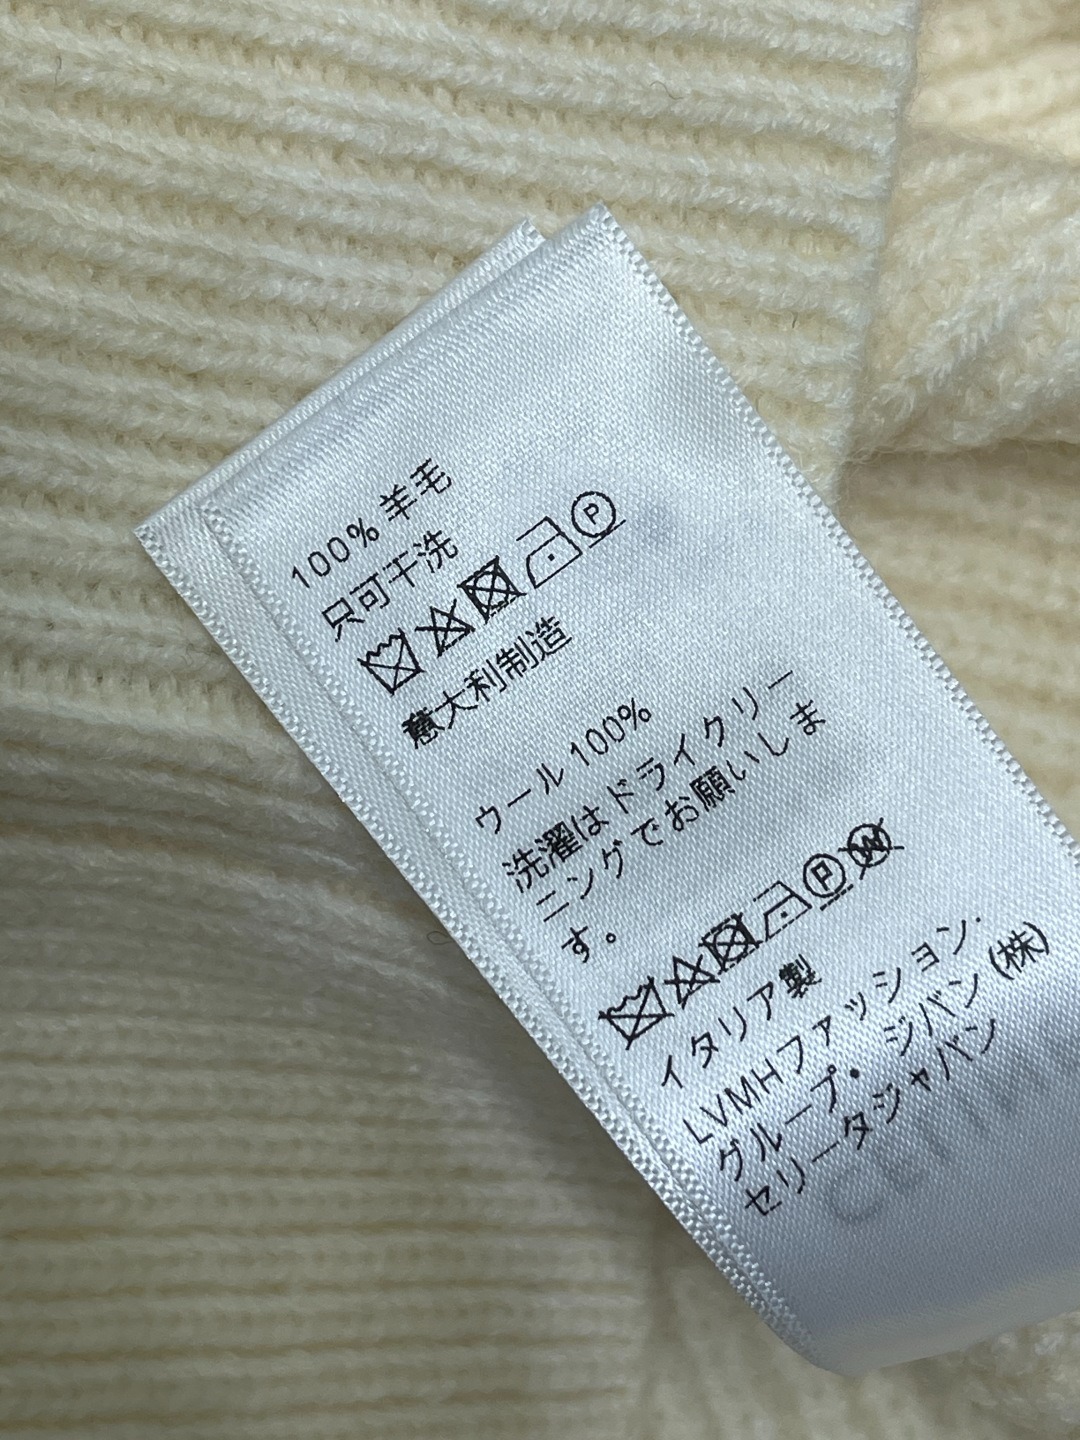 100% 羊毛
只可干洗
P
意大利制造
ウール 100%
洗濯はドライクリー
ニングでお願いしま
す。
P W
イタリア製
LVMHファッション.
グループ• ジパン (株)
セリータジャパン